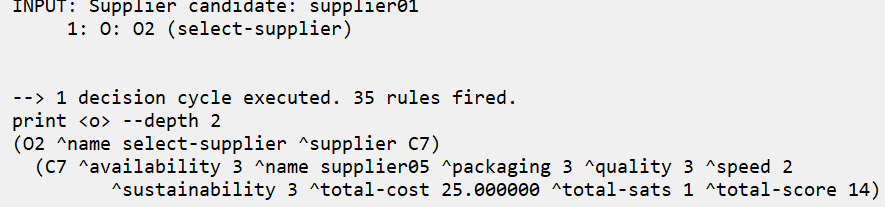 INPUT: Supplier candidate: supplier01
1: O: O2 (select-supplier)
--> 1 decision cycle executed. 35 rules fired.
print <o> --depth 2
(O2 ^name select-supplier ^supplier C7)
(C7 ^availability 3 ^name supplier05 ^packaging 3 ^quality 3 ^speed 2
^sustainability 3 ^total-cost 25.000000 ^total-sats 1 ^total-score 14)